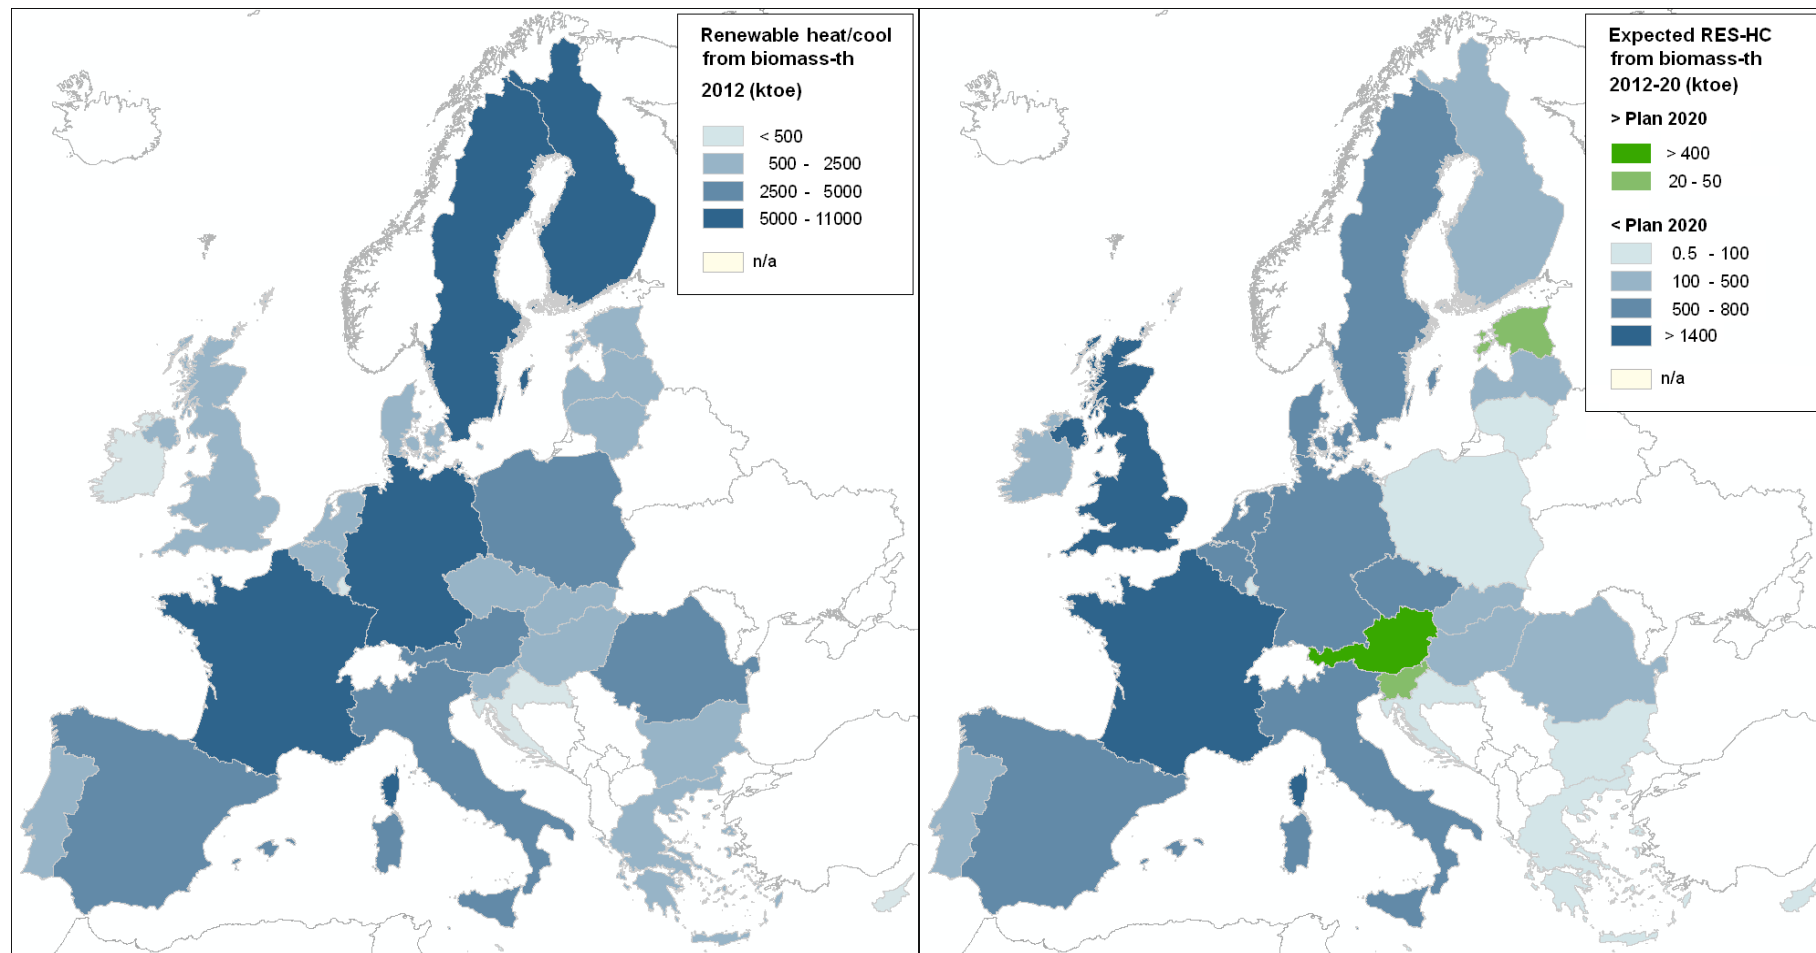 Renewable heat/cool
from biomass-th
2012 (ktoe)
< 500
500 - 2500
2500 - 5000
5000 - 11000
n/a
Expected RES-HC
from biomass-th
2012-20 (ktoe)
> Plan 2020
> 400
20 - 50
< Plan 2020
0.5 - 100
100 - 500
500 - 800
> 1400
n/a